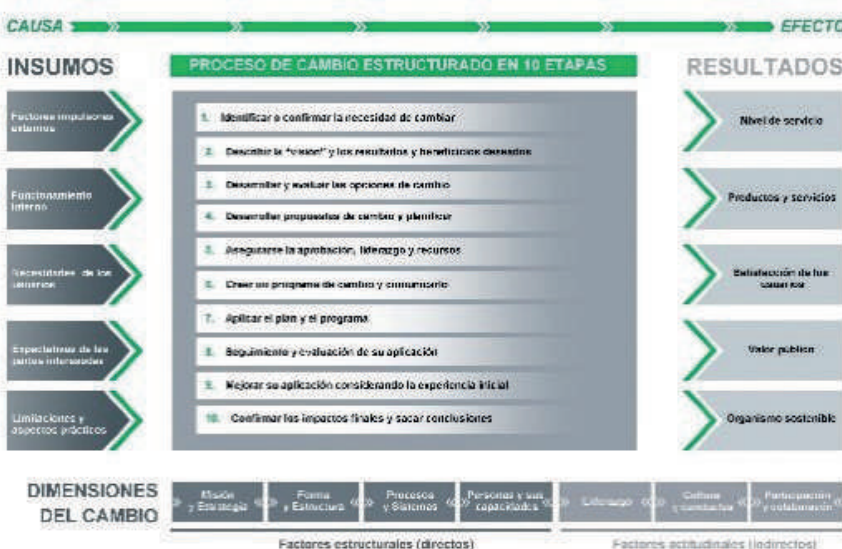 CAUSA
EFECTO
INSUMOS
PROCESO DE CAMBIO ESTRUCTURADO EN 10 ETAPAS
RESULTADOS
Factores impulsores
externos
Funcionamiento
interno
Necesidades de los
usuarios
Expectativas de las
partes interesadas
Limitaciones y
aspectos prácticos
1. Identificar o confirmar la necesidad de cambiar
2. Describir la "visión" y los resultados y beneficios deseados
3. Desarrollar y evaluar las opciones de cambio
4. Desarrollar propuestas de cambio y planificar
5. Asegurarse la aprobación, liderazgo y recursos
6. Crear un programa de cambio y comunicarlo
7. Aplicar el plan y el programa
8. Seguimiento y evaluación de su aplicación
9. Mejorar su aplicación considerando la experiencia inicial
10. Confirmar los impactos finales y sacar conclusiones
Nivel de servicio
Productos y servicios
Satisfacción de los
usuarios
Valor público
Organismo sostenible
DIMENSIONES
DEL CAMBIO
Misión
y Estrategia
Forma
y Estructura
Procesos
y Sistemas
Personas y sus
capacidades
Liderazgo
Cultura
y conductas
Participación
y colaboración
Factores estructurales (directos)
Factores actitudinales (indirectos)